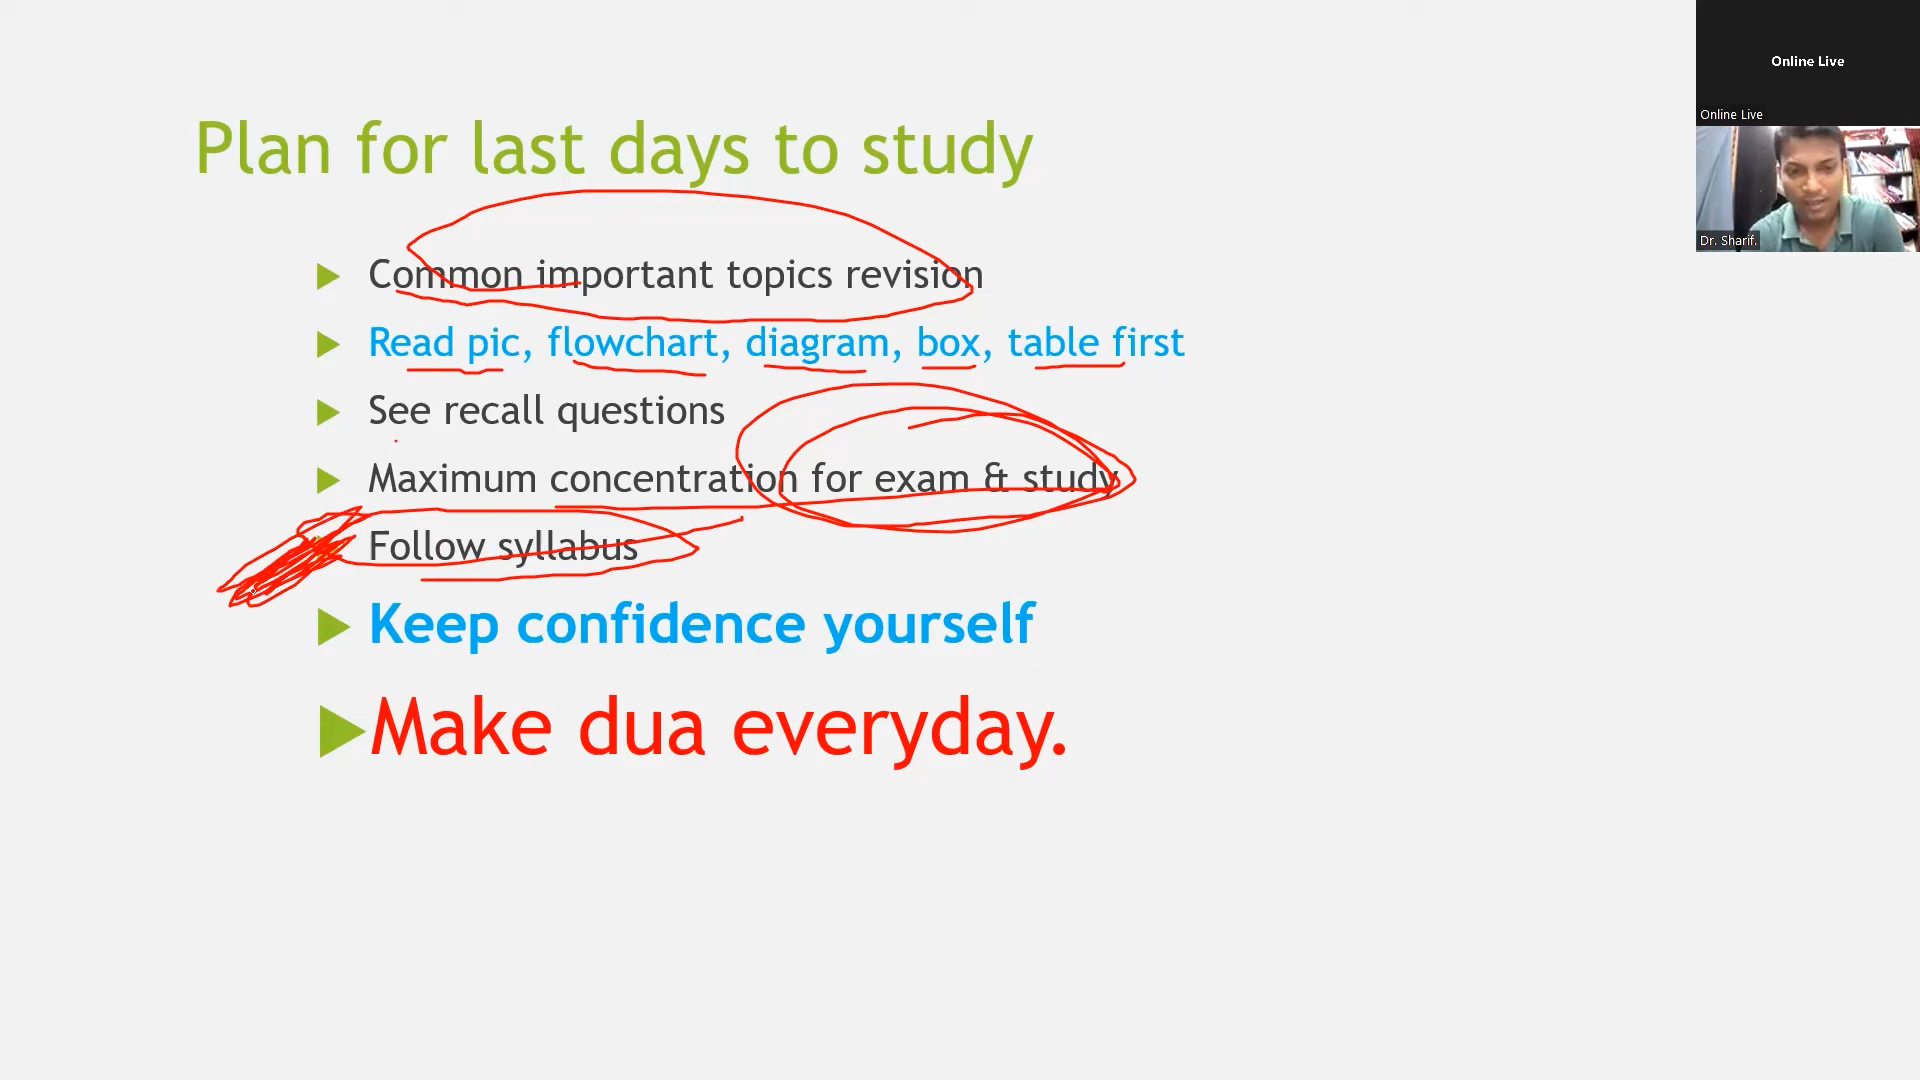 Plan for last days to study
Common important topics revision
Read pic, flowchart, diagram, box, table first
See recall questions
Maximum concentration for exam & study
Follow syllabus
Keep confidence yourself
Make dua everyday.
Online Live
Online Live
Dr. Sharif.